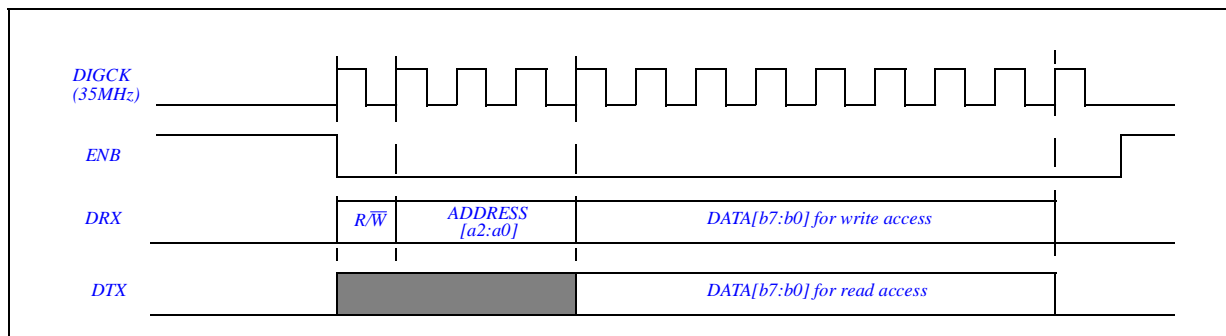 DIGCK
(35MHz)
ENB
DRX
R/W̅
ADDRESS
[a2:a0]
DATA[b7:b0] for write access
DTX
DATA[b7:b0] for read access